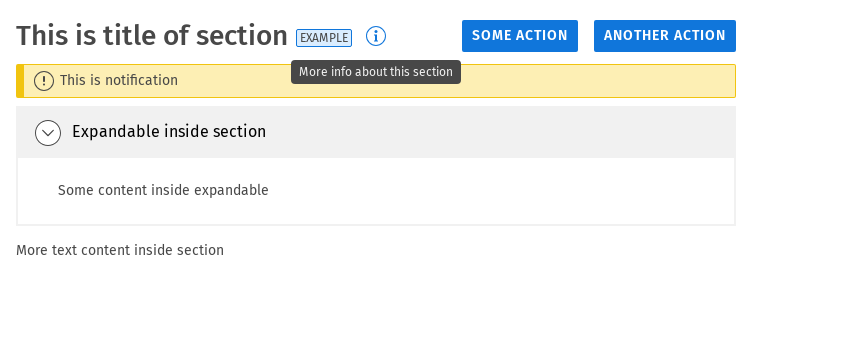 This is title of section EXAMPLE SOME ACTION ANOTHER ACTION
More info about this section
This is notification
Expandable inside section
Some content inside expandable
More text content inside section